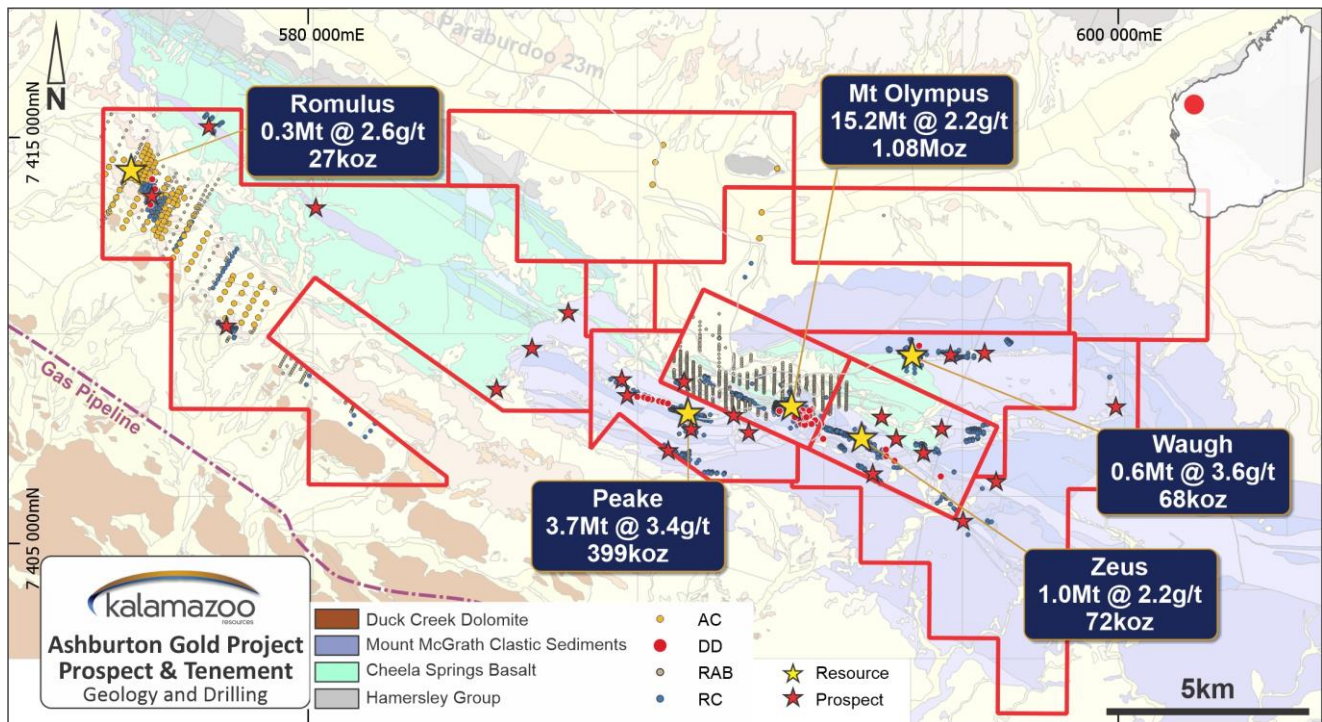 580 000mE
600 000mE
Paraburdoo 23m
N
7 415 000mN
Romulus
0.3Mt @ 2.6g/t
27koz
Mt Olympus
15.2Mt @ 2.2g/t
1.08Moz
Gas Pipeline
Waugh
0.6Mt @ 3.6g/t
68koz
Peake
3.7Mt @ 3.4g/t
399koz
Zeus
1.0Mt @ 2.2g/t
72koz
7 405 000mN
kalamazoo
resources
Ashburton Gold Project
Prospect & Tenement
Geology and Drilling
Duck Creek Dolomite
Mount McGrath Clastic Sediments
Cheela Springs Basalt
Hamersley Group
AC
DD
RAB
RC
Resource
Prospect
5km